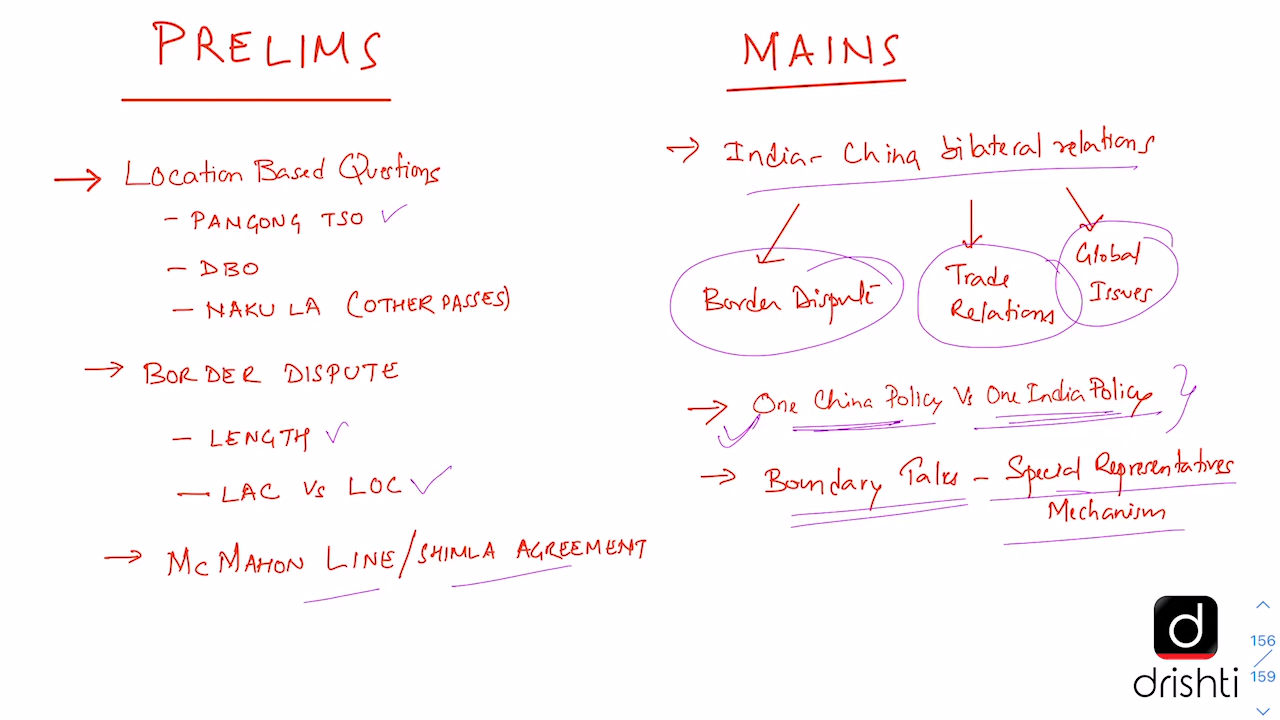 PRELIMS
→ Location Based Questions
- PANGONG TSO ✓
- DBO
- NAKU LA (OTHER PASSES)
→ BORDER DISPUTE
- LENGTH ✓
- LAC Vs LOC ✓
→ McMAHON LINE/SHIMLA AGREEMENT
MAINS
→ India- China bilateral relations
Border Dispute
Trade
Relations
Global
Issues
→ One China Policy Vs One India Policy }
→ Boundary Talks - Special Representatives
Mechanism
d
drishti
156
159